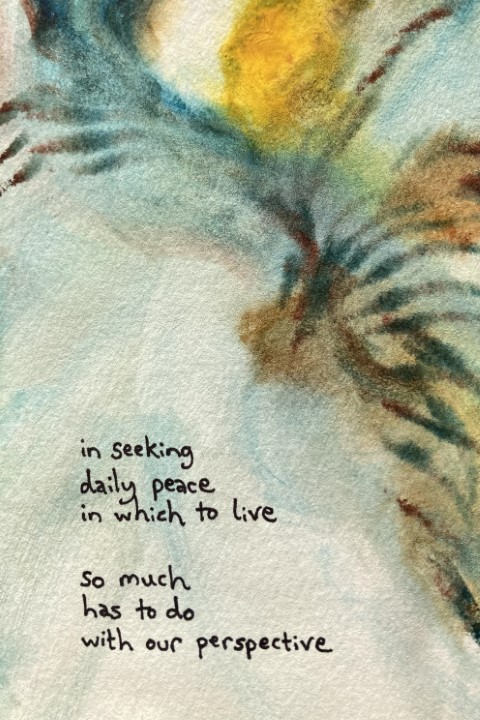 in seeking
daily peace
in which to live
so much
has to do
with our perspective